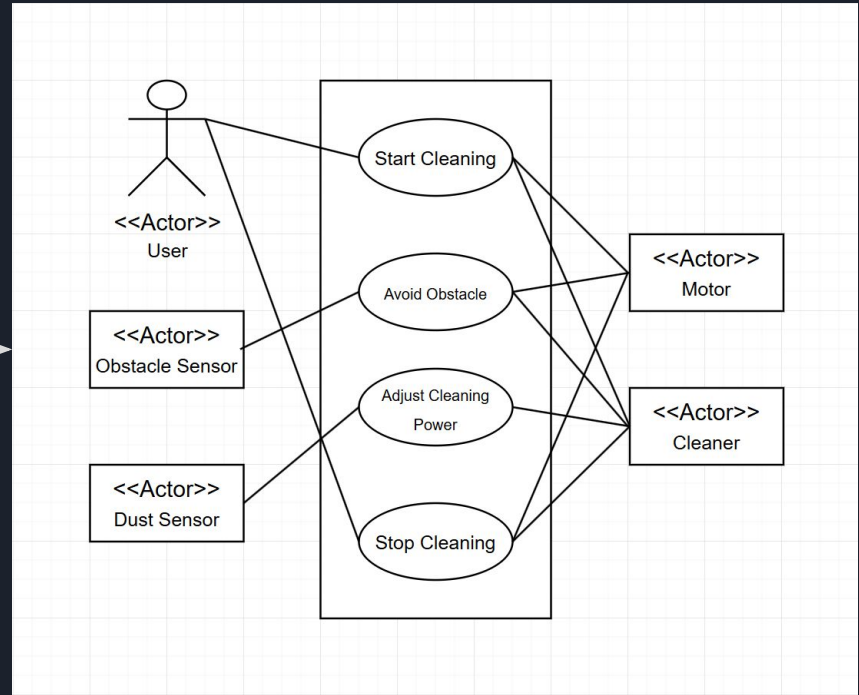 <<Actor>>
User
<<Actor>>
Obstacle Sensor
<<Actor>>
Dust Sensor
Start Cleaning
Avoid Obstacle
Adjust Cleaning
Power
Stop Cleaning
<<Actor>>
Motor
<<Actor>>
Cleaner